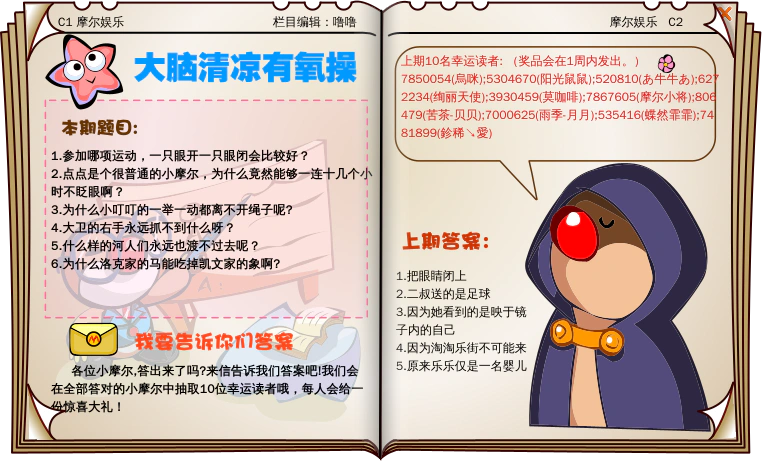 C1 摩尔娱乐
栏目编辑：噜噜
大脑清凉有氧操
本期题目:
1.参加哪项运动，一只眼开一只眼闭会比较好？
2.点点是个很普通的小摩尔，为什么竟然能够一连十几个小
时不眨眼啊？
3.为什么小叮叮的一举一动都离不开绳子呢?
4.大卫的右手永远抓不到什么呀？
5.什么样的河人们永远也渡不过去呢？
6.为什么洛克家的马能吃掉凯文家的象啊?
我要告诉你们答案
各位小摩尔,答出来了吗?来信告诉我们答案吧!我们会
在全部答对的小摩尔中抽取10位幸运读者哦，每人会给一
份惊喜大礼！
摩尔娱乐 C2
上期10名幸运读者: （奖品会在1周内发出。）
7850054(烏咪);5304670(阳光鼠鼠);520810(あ牛牛あ);627
2234(绚丽天使);3930459(莫咖啡);7867605(摩尔小将);806
479(苦茶-贝贝);7000625(雨季-月月);535416(蝶然霏霏);74
81899(鉁稀↘愛)
上期答案:
1.把眼睛闭上
2.二叔送的是足球
3.因为她看到的是映于镜
子内的自己
4.因为淘淘乐街不可能来
5.原来乐乐仅是一名婴儿